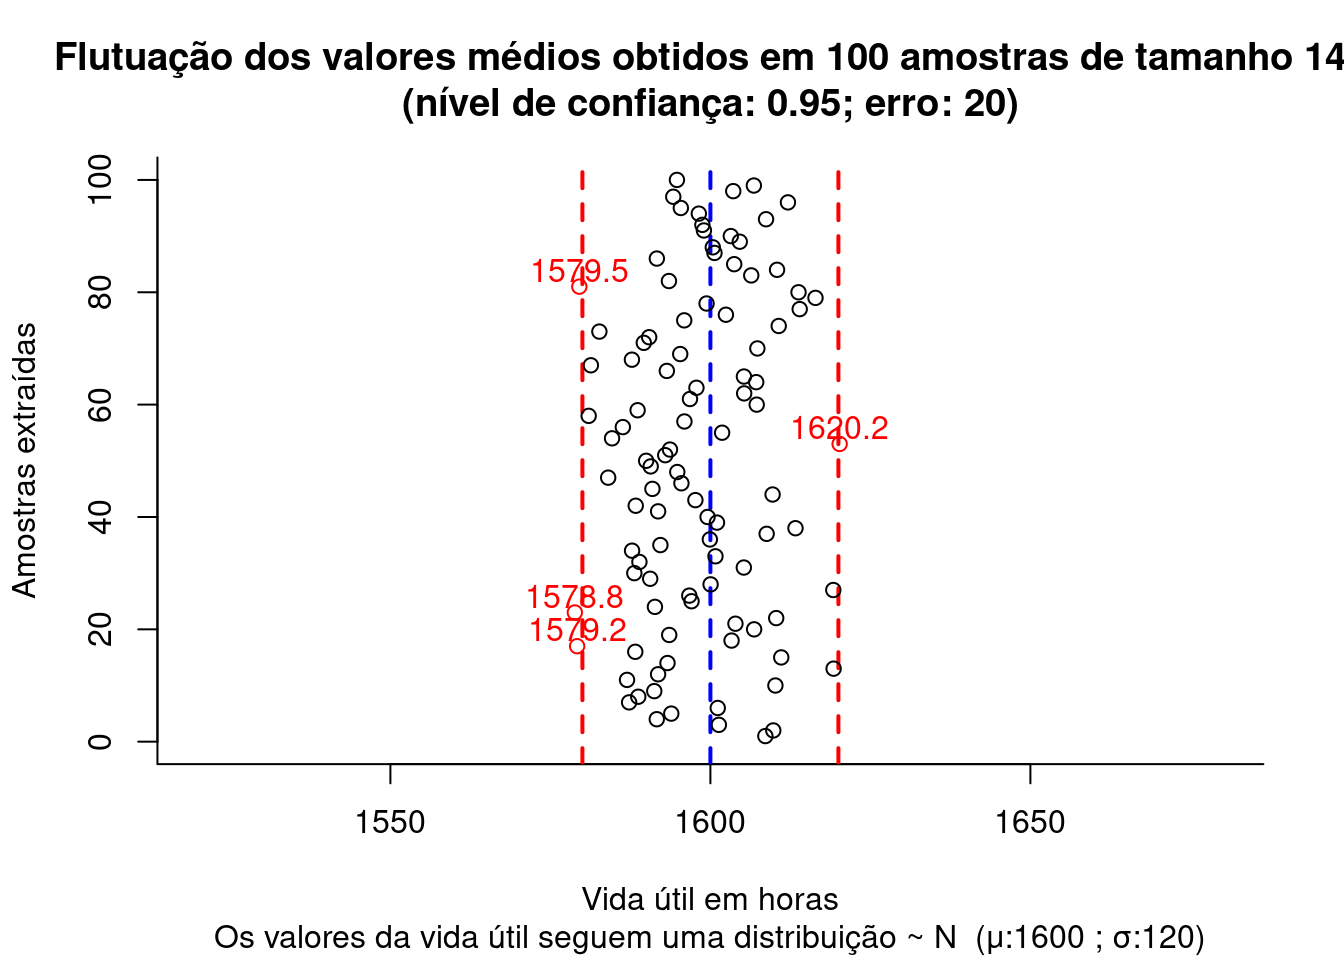 Flutuação dos valores médios obtidos em 100 amostras de tamanho 14
(nível de confiança: 0.95; erro: 20)
Amostras extraídas
100
80
60
40
20
0
1579.5
1620.2
1578.8
1579.2
1550 1600 1650
Vida útil em horas
Os valores da vida útil seguem uma distribuição ~ N (μ:1600 ; σ:120)